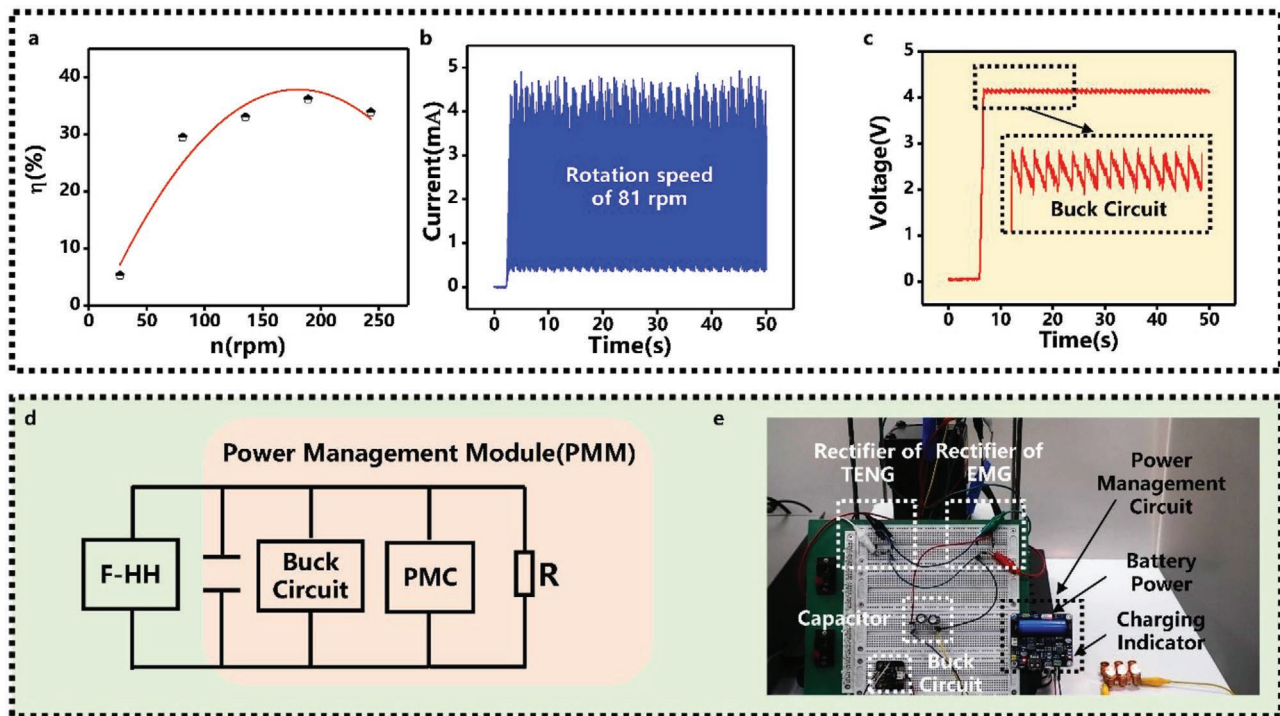 a
η(%)
40
30
20
10
0
0 50 100 150 200 250
n(rpm)
b
Current(mA)
5
4
3
2
1
0
Rotation speed
of 81 rpm
0 10 20 30 40 50
Time(s)
c
Voltage(V)
5
4
3
2
1
0
Buck Circuit
0 10 20 30 40 50
Time(s)
d
Power Management Module(PMM)
F-HH
Buck
Circuit
PMC
R
e
Rectifier of
TENG
Rectifier of
EMG
Power
Management
Circuit
Battery
Power
Charging
Indicator
Capacitor
Buck
Circuit